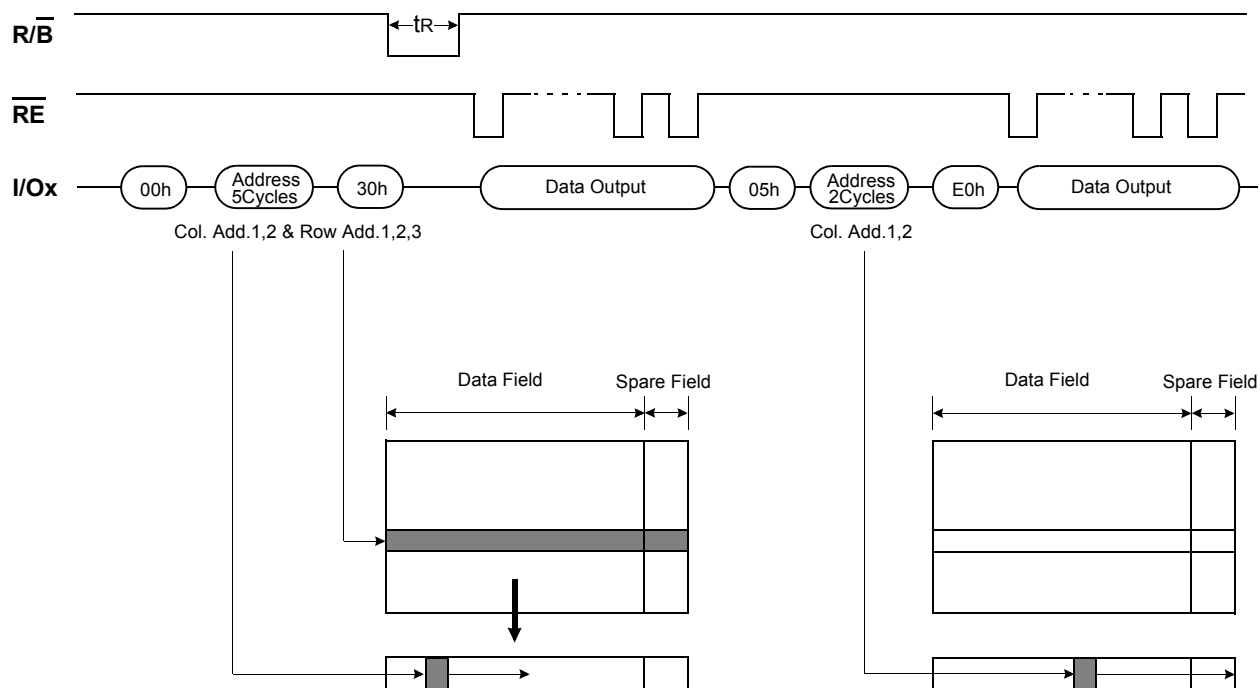 R/B̅
tR
R̅E̅
I/Ox
00h
Address
5Cycles
30h
Data Output
05h
Address
2Cycles
E0h
Data Output
Col. Add.1,2 & Row Add.1,2,3
Col. Add.1,2
Data Field
Spare Field
Data Field
Spare Field